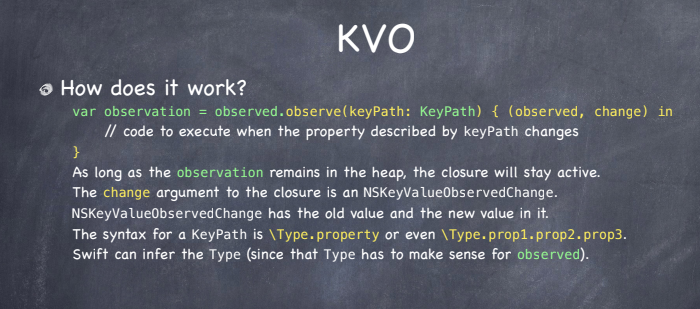 KVO
How does it work?
var observation = observed.observe(keyPath: KeyPath) { (observed, change) in
// code to execute when the property described by keyPath changes
}
As long as the observation remains in the heap, the closure will stay active.
The change argument to the closure is an NSKeyValueObservedChange.
NSKeyValueObservedChange has the old value and the new value in it.
The syntax for a KeyPath is \Type.property or even \Type.prop1.prop2.prop3.
Swift can infer the Type (since that Type has to make sense for observed).